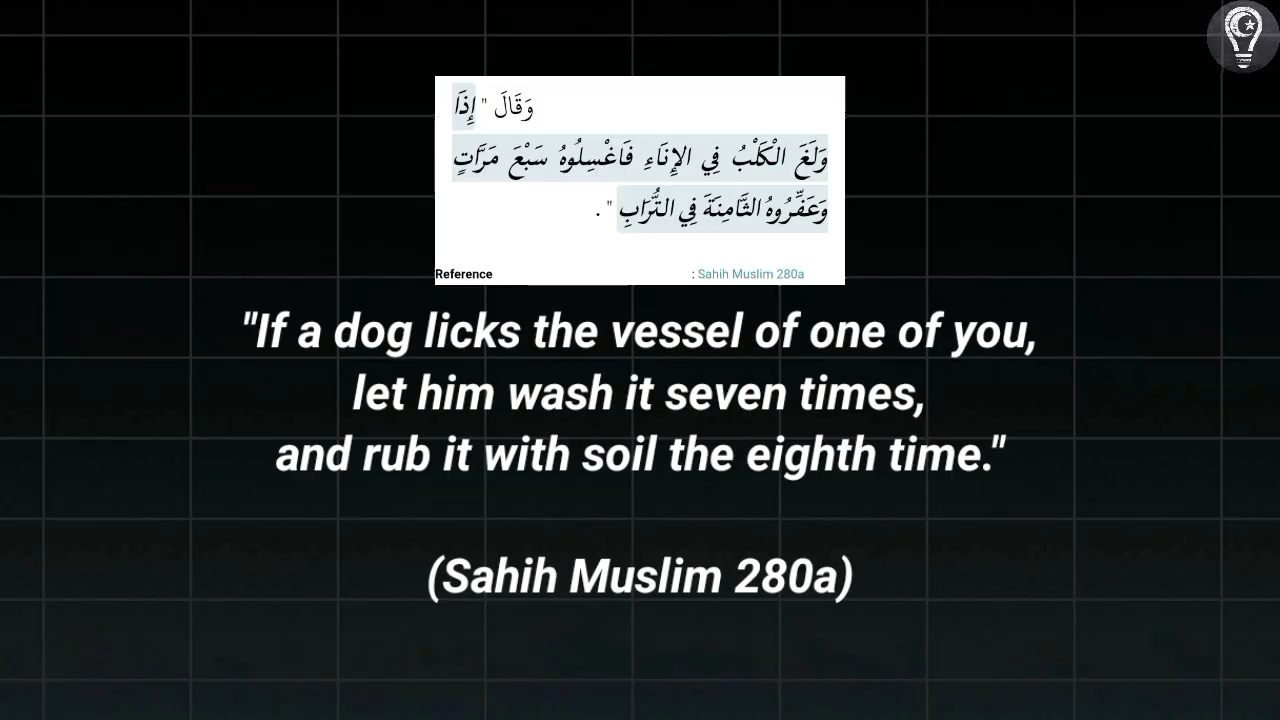 وَقَالَ " إِذَا
وَلَغَ الْكَلْبُ فِي الإِنَاءِ فَاغْسِلُوهُ سَبْعَ مَرَّاتٍ
وَعَفِّرُوهُ الثَّامِنَةَ فِي التُّرَابِ " .
Reference : Sahih Muslim 280a
"If a dog licks the vessel of one of you,
let him wash it seven times,
and rub it with soil the eighth time."
(Sahih Muslim 280a)